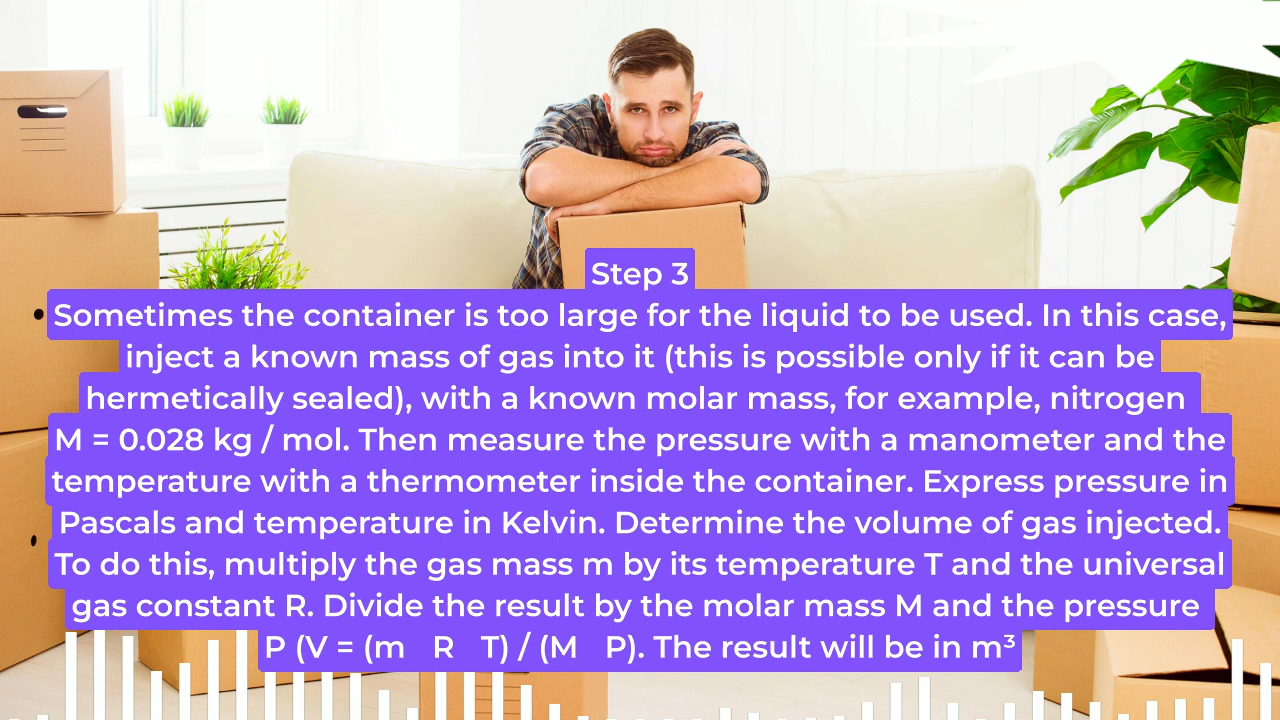 Step 3
Sometimes the container is too large for the liquid to be used. In this case,
inject a known mass of gas into it (this is possible only if it can be
hermetically sealed), with a known molar mass, for example, nitrogen
M = 0.028 kg / mol. Then measure the pressure with a manometer and the
temperature with a thermometer inside the container. Express pressure in
Pascals and temperature in Kelvin. Determine the volume of gas injected.
To do this, multiply the gas mass m by its temperature T and the universal
gas constant R. Divide the result by the molar mass M and the pressure
P (V = (m R T) / (M P). The result will be in m³